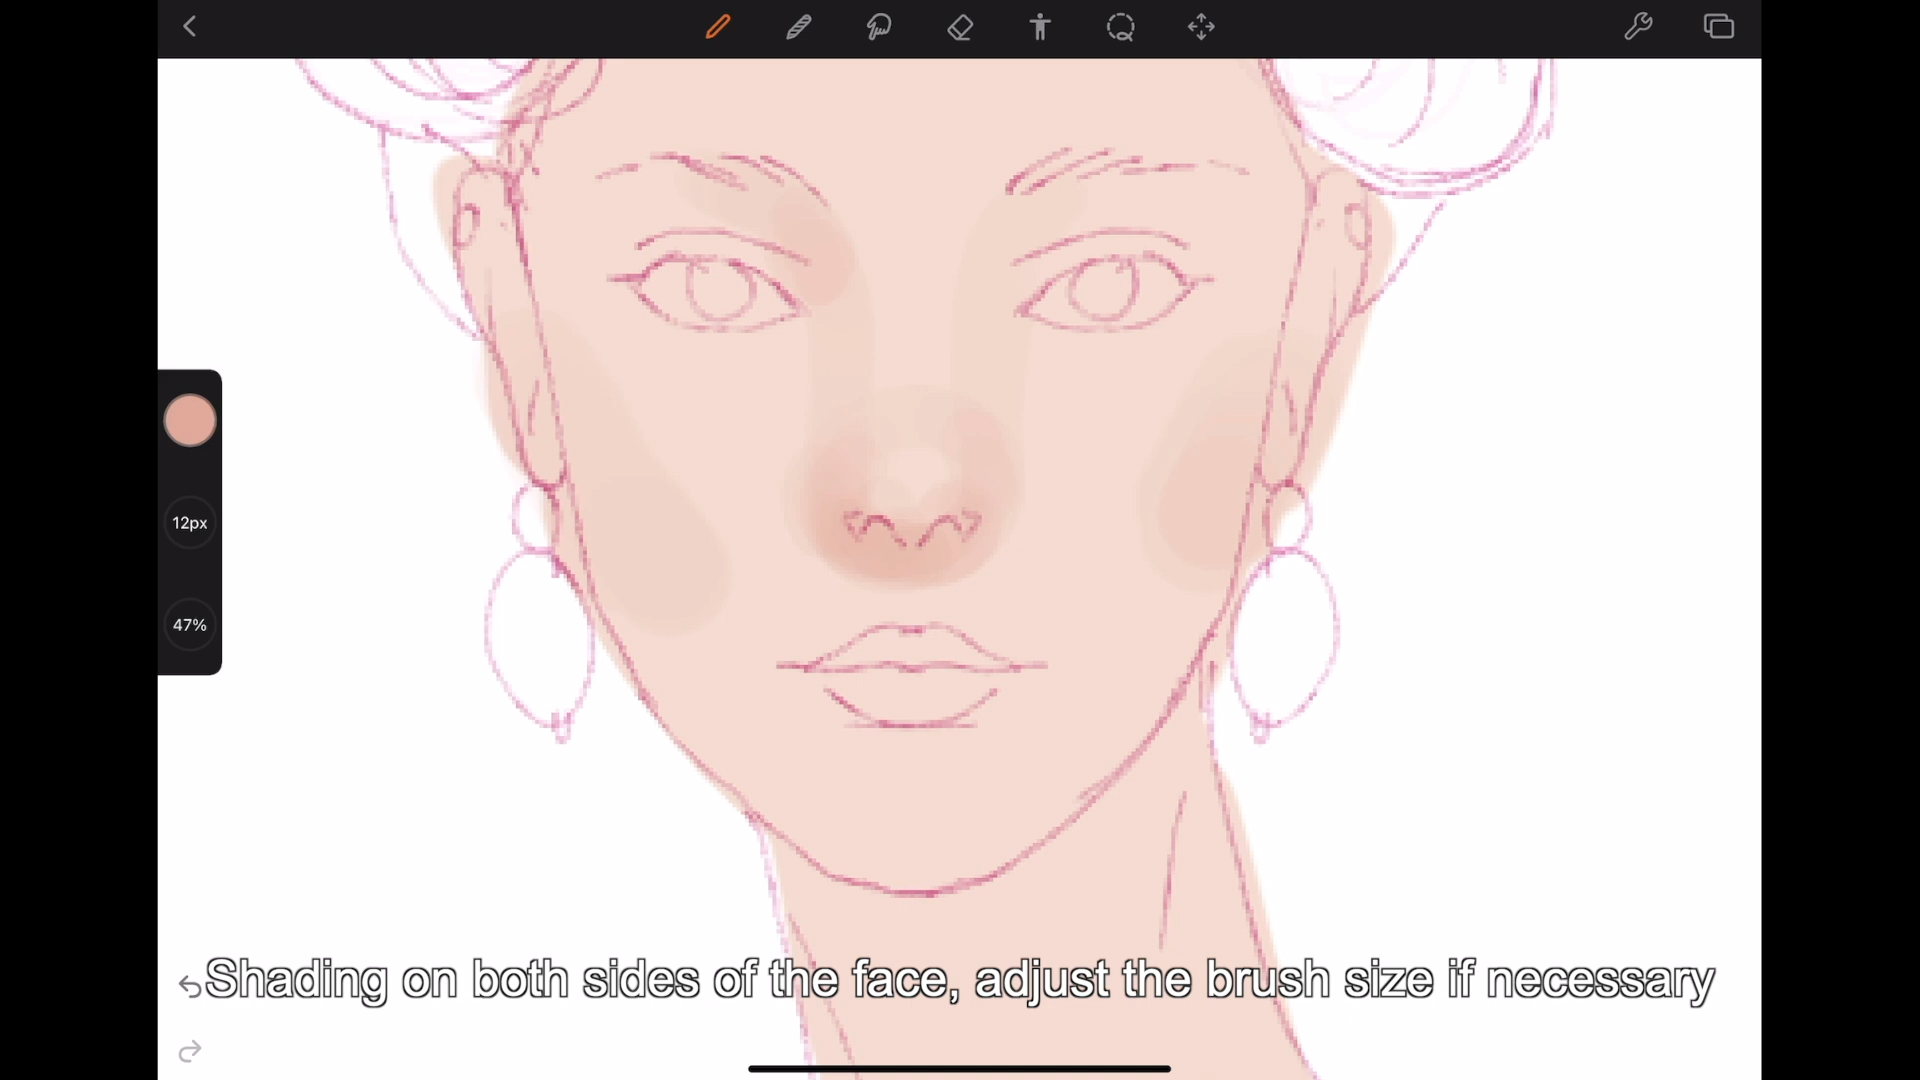 12px
47%
Shading on both sides of the face, adjust the brush size if necessary